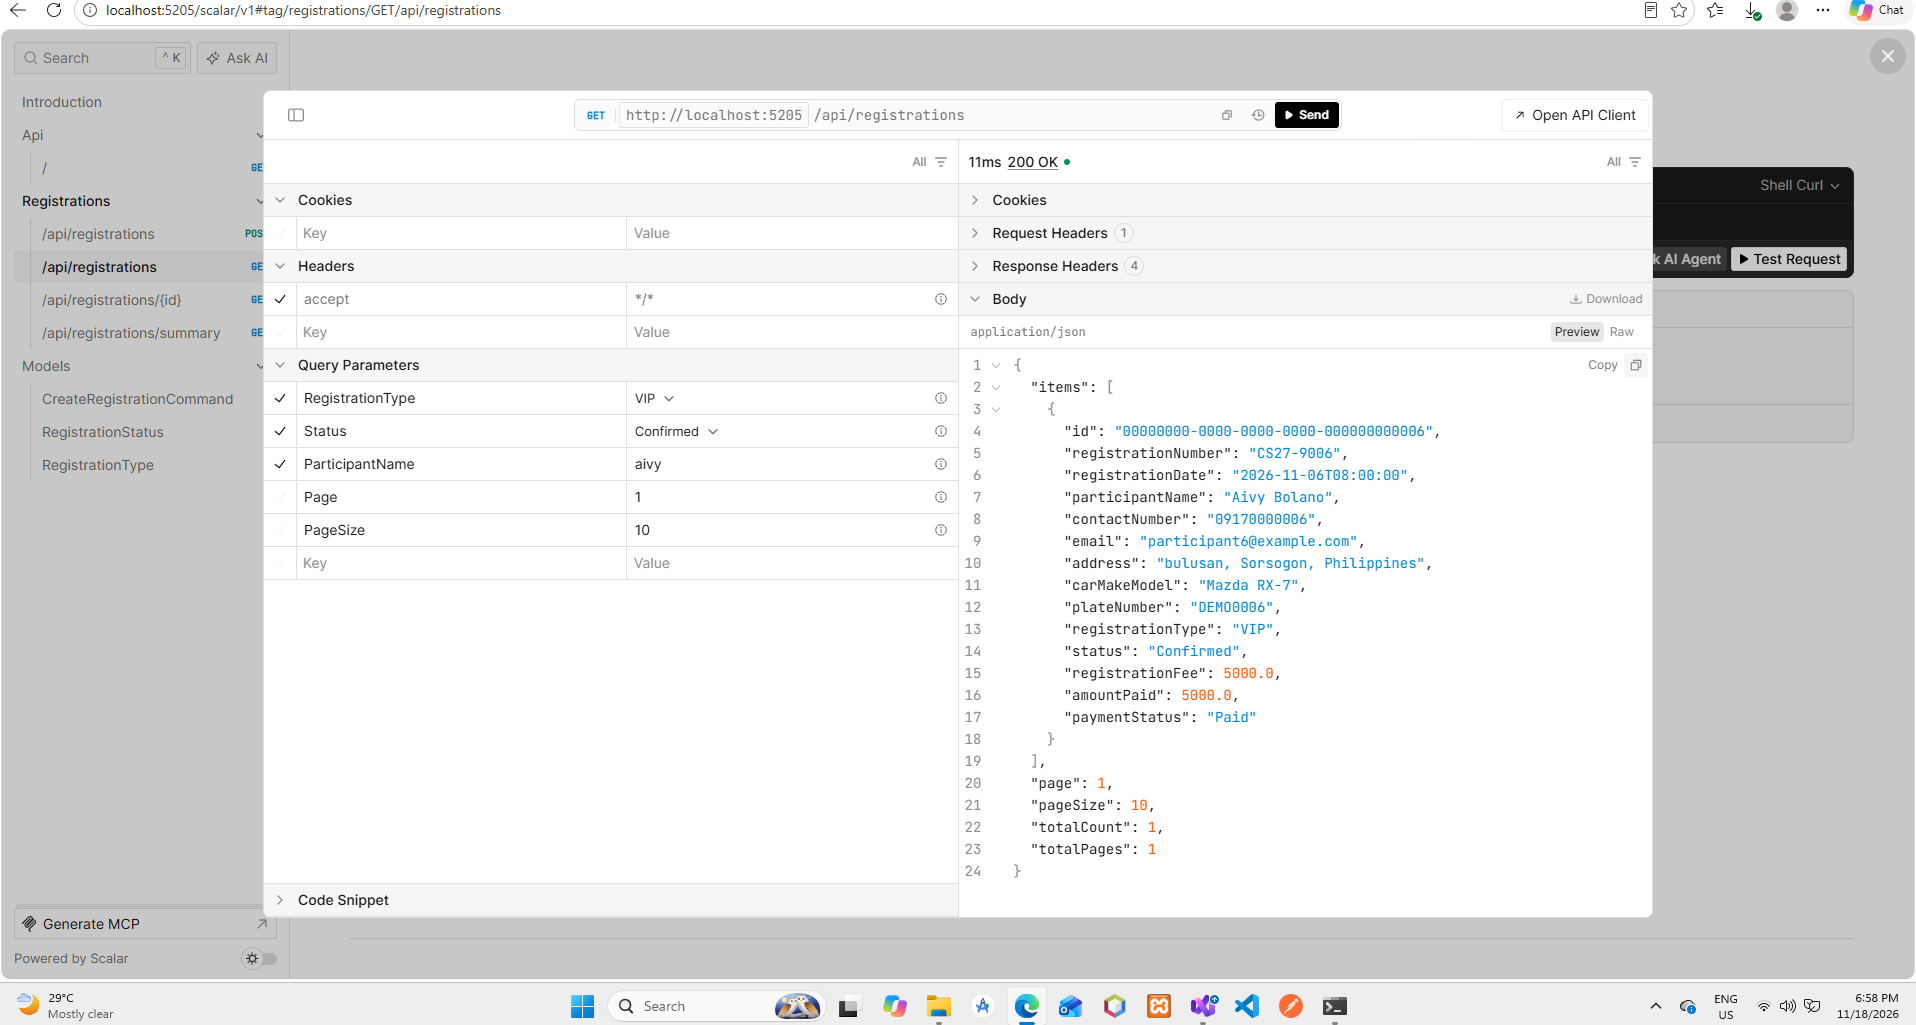 localhost:5205/scalar/v1#tag/registrations/GET/api/registrations
Chat
Search
^ K
Ask AI
Introduction
Api
/
GE
Registrations
/api/registrations
POS
/api/registrations
GE
/api/registrations/{id}
GE
/api/registrations/summary
GE
Models
CreateRegistrationCommand
RegistrationStatus
RegistrationType
Generate MCP
Powered by Scalar
GET http://localhost:5205 /api/registrations
Send
Open API Client
All
Cookies
Key Value
Headers
accept */*
Key Value
Query Parameters
RegistrationType VIP
Status Confirmed
ParticipantName aivy
Page 1
PageSize 10
Key Value
Code Snippet
11ms 200 OK
All
Cookies
Request Headers 1
Response Headers 4
Body
Download
application/json
Preview Raw
Copy
1 {
2 "items": [
3 {
4 "id": "00000000-0000-0000-0000-000000000006",
5 "registrationNumber": "CS27-9006",
6 "registrationDate": "2026-11-06T08:00:00",
7 "participantName": "Aivy Bolano",
8 "contactNumber": "09170000006",
9 "email": "participant6@example.com",
10 "address": "bulusan, Sorsogon, Philippines",
11 "carMakeModel": "Mazda RX-7",
12 "plateNumber": "DEMO0006",
13 "registrationType": "VIP",
14 "status": "Confirmed",
15 "registrationFee": 5000.0,
16 "amountPaid": 5000.0,
17 "paymentStatus": "Paid"
18 }
19 ],
20 "page": 1,
21 "pageSize": 10,
22 "totalCount": 1,
23 "totalPages": 1
24 }
Shell Curl
k AI Agent
Test Request
29°C
Mostly clear
Search
ENG
US
6:58 PM
11/18/2026